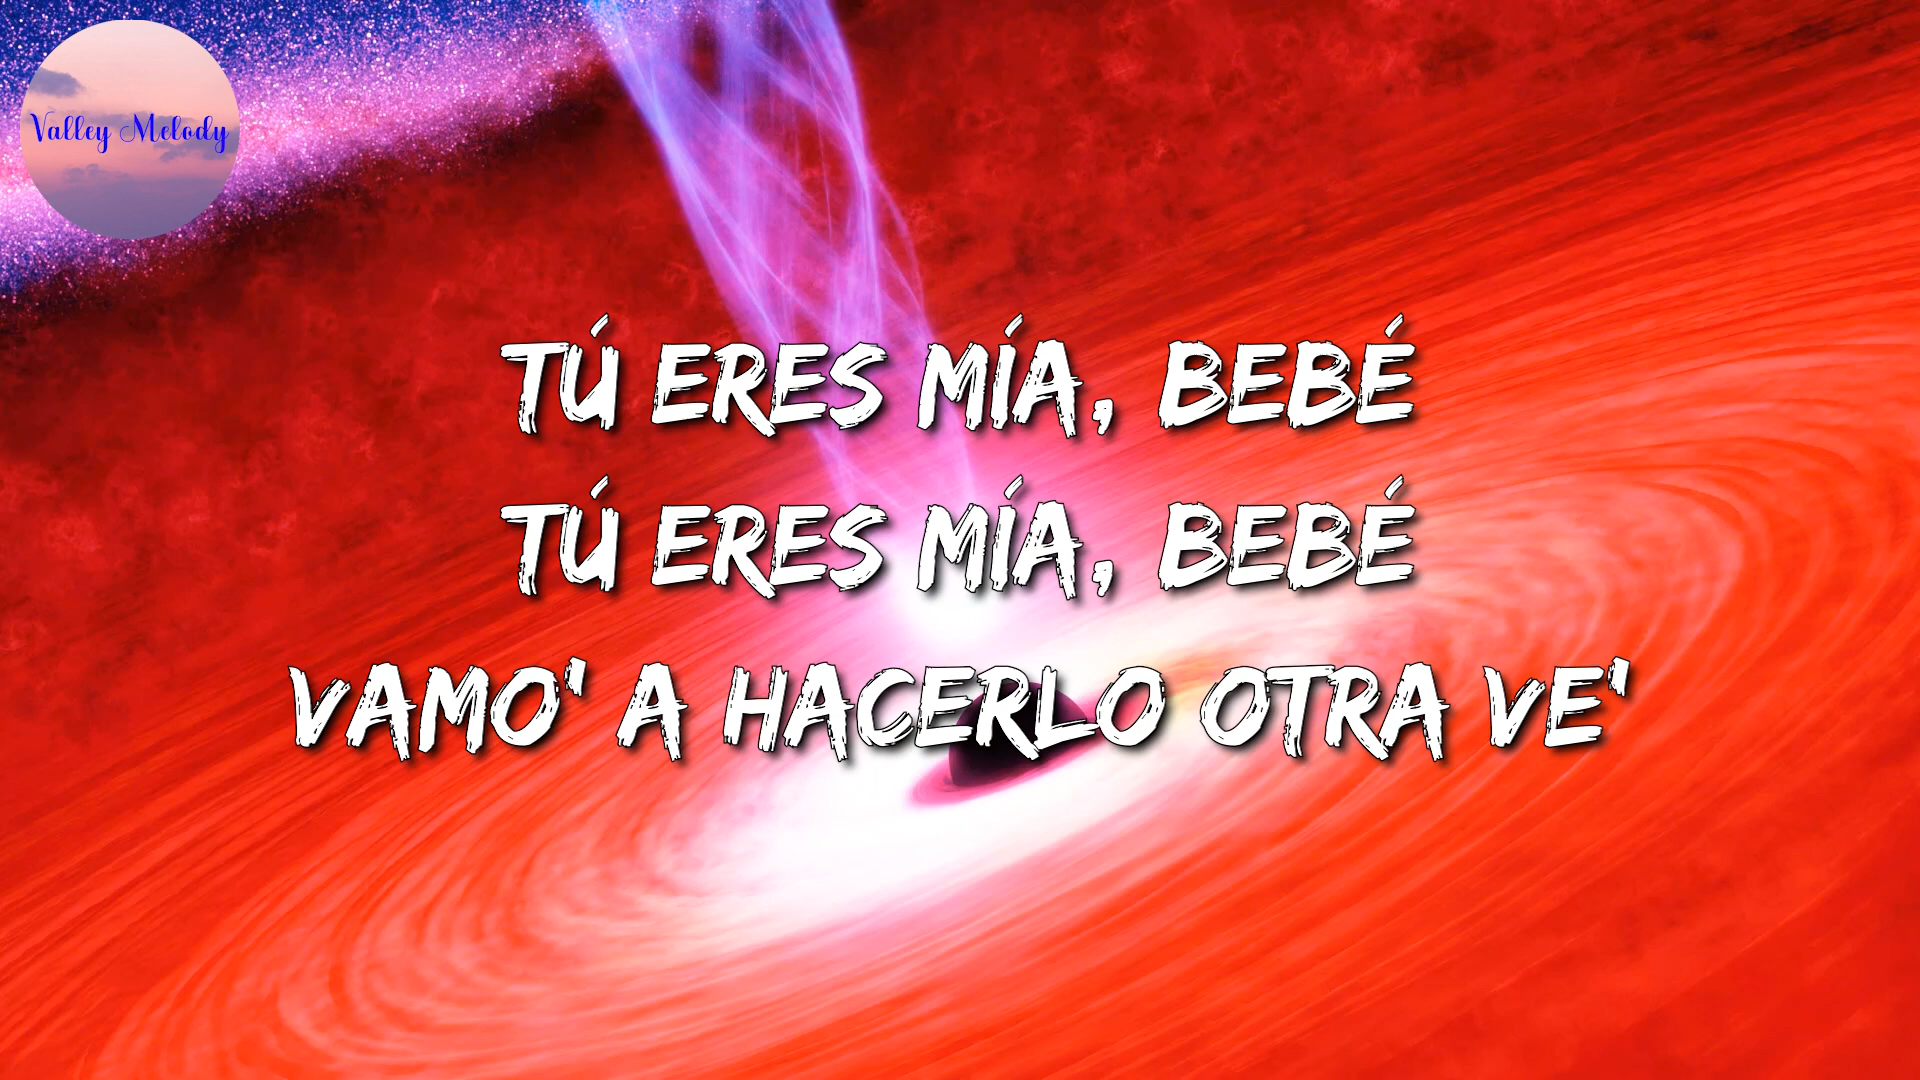 Valley Melody
TÚ ERES MÍA, BEBÉ
TÚ ERES MÍA, BEBÉ
VAMO' A HACERLO OTRA VE'